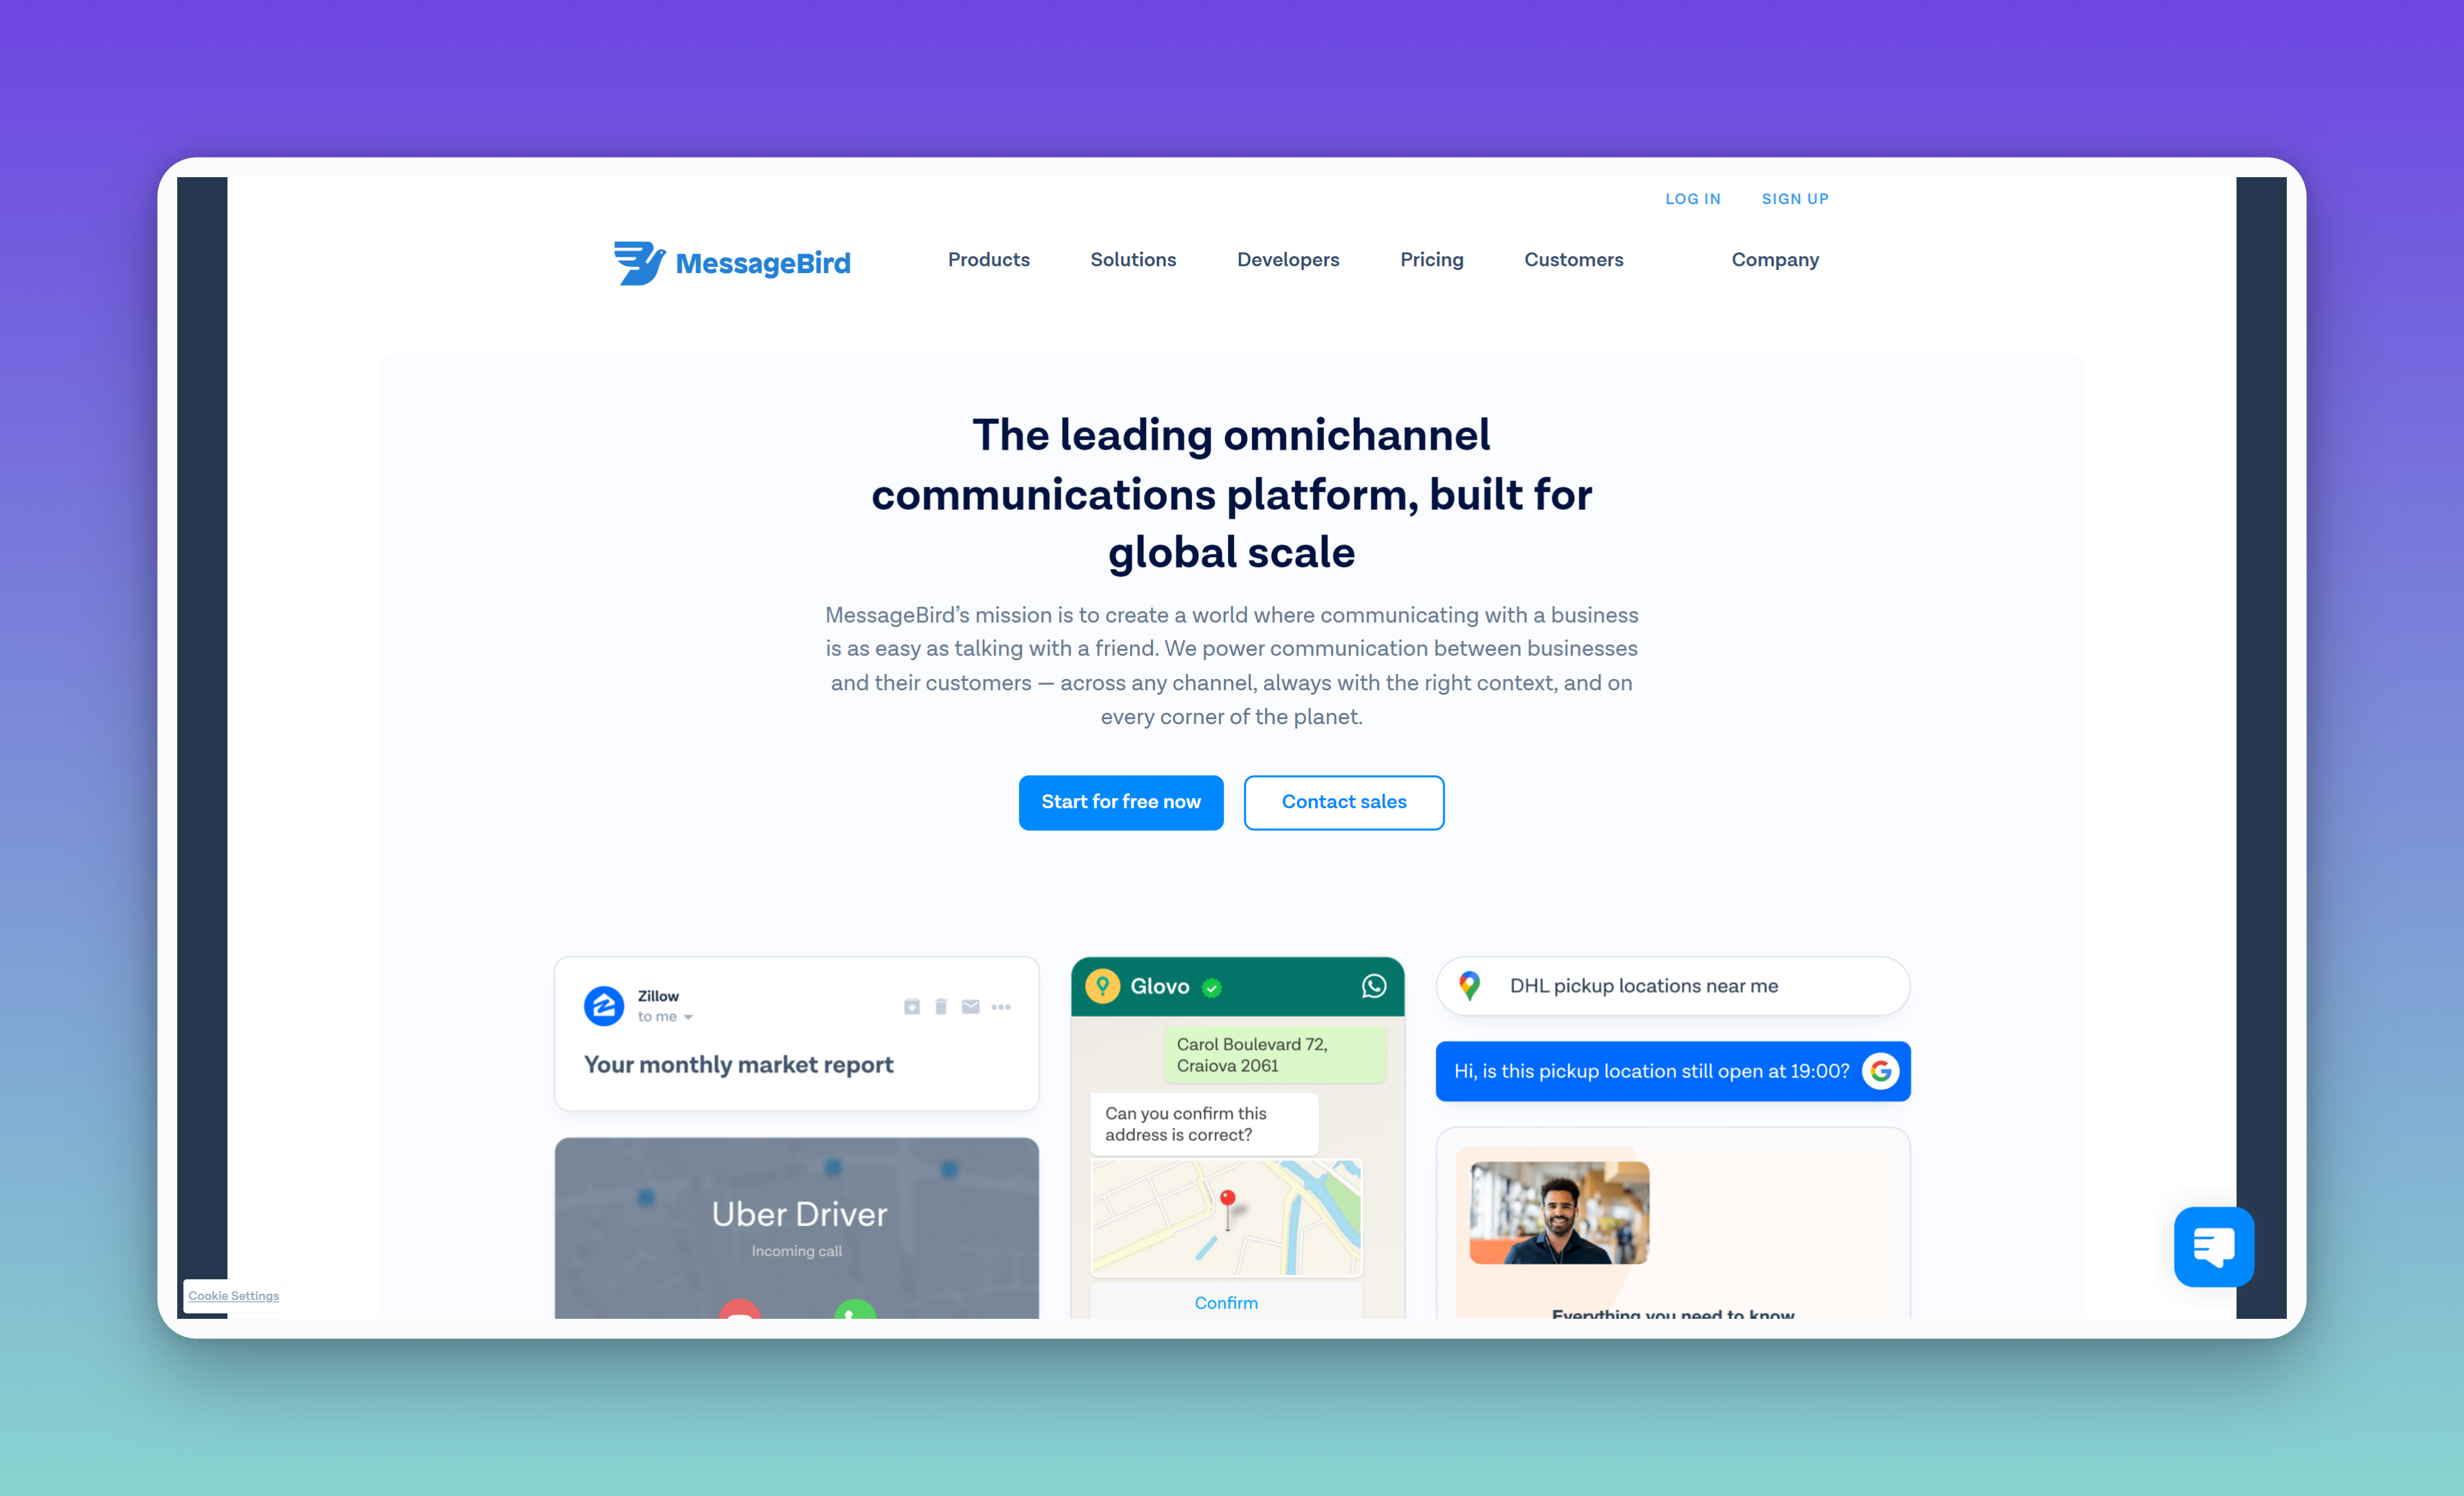 LOG IN SIGN UP
MessageBird Products Solutions Developers Pricing Customers Company
The leading omnichannel
communications platform, built for
global scale
MessageBird’s mission is to create a world where communicating with a business
is as easy as talking with a friend. We power communication between businesses
and their customers — across any channel, always with the right context, and on
every corner of the planet.
Start for free now Contact sales
Zillow
to me
Your monthly market report
Uber Driver
Incoming call
Glovo
Carol Boulevard 72,
Craiova 2061
Can you confirm this
address is correct?
Confirm
DHL pickup locations near me
Hi, is this pickup location still open at 19:00?
Everything you need to know
Cookie Settings